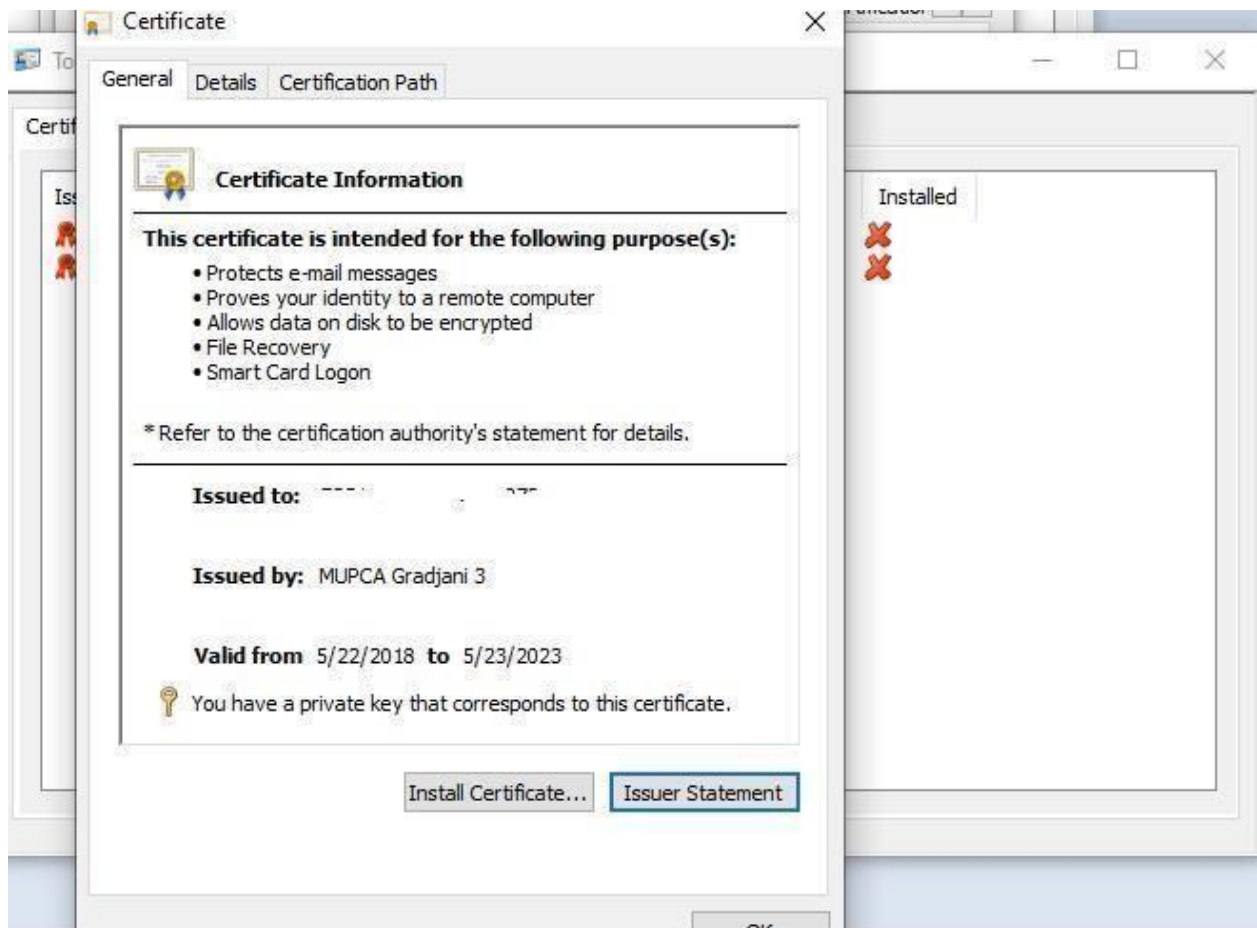 Certificate
To
General Details Certification Path
Certif
Certificate Information
Iss
Installed
This certificate is intended for the following purpose(s):
• Protects e-mail messages
• Proves your identity to a remote computer
• Allows data on disk to be encrypted
• File Recovery
• Smart Card Logon
* Refer to the certification authority's statement for details.
Issued to:
Issued by: MUPCA Gradjani 3
Valid from 5/22/2018 to 5/23/2023
You have a private key that corresponds to this certificate.
Install Certificate... Issuer Statement